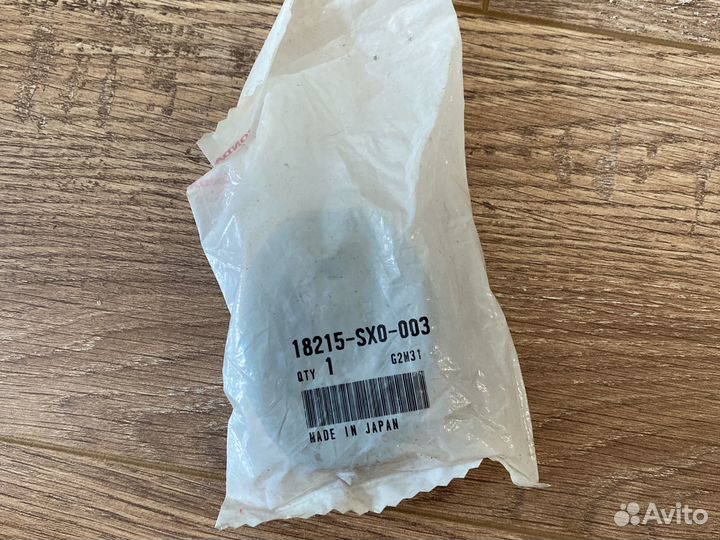 18215-SX0-003
QTY 1 G2M31
MADE IN JAPAN
Avito